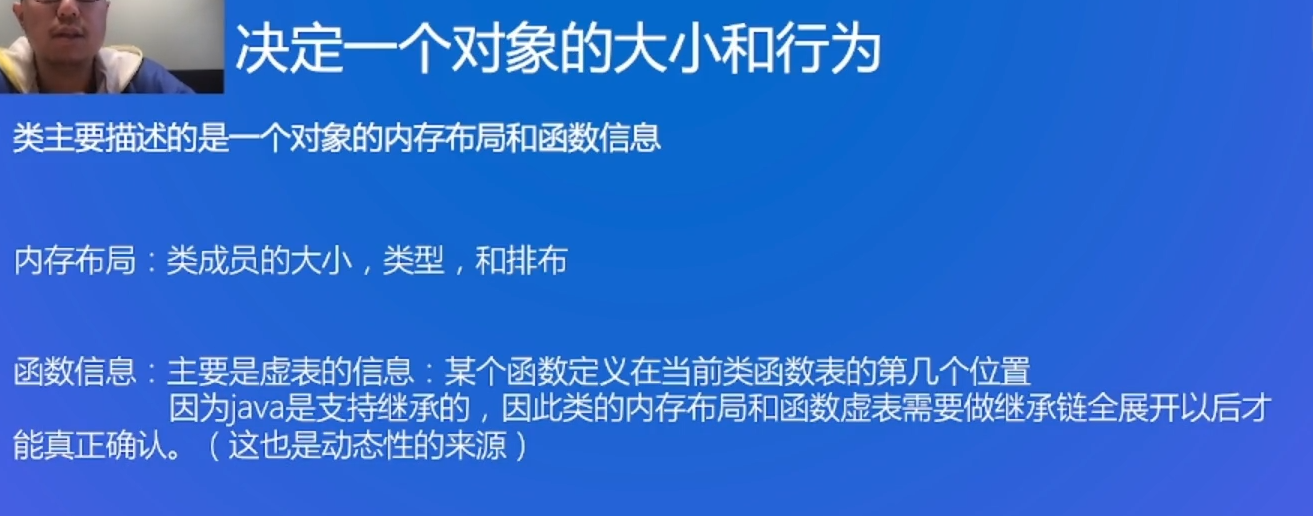 决定一个对象的大小和行为
类主要描述的是一个对象的内存布局和函数信息
内存布局：类成员的大小，类型，和排布
函数信息：主要是虚表的信息：某个函数定义在当前类函数表的第几个位置
因为java是支持继承的，因此类的内存布局和函数虚表需要做继承链全展开以后才
能真正确认。（这也是动态性的来源）